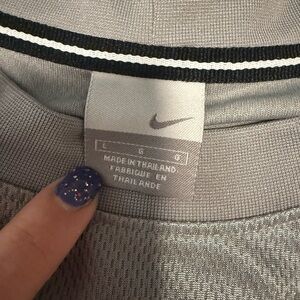 L G G
MADE IN THAILAND
FABRIQUE EN
THAILANDE